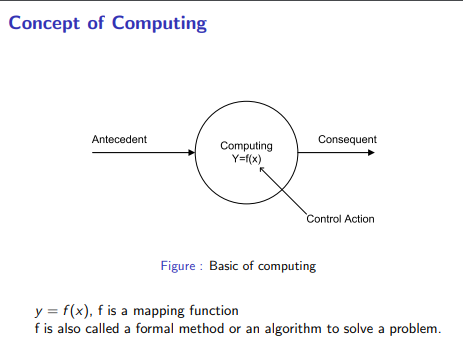 Concept of Computing
Antecedent
Computing
Y=f(x)
Consequent
Control Action
Figure : Basic of computing
y = f(x), f is a mapping function
f is also called a formal method or an algorithm to solve a problem.